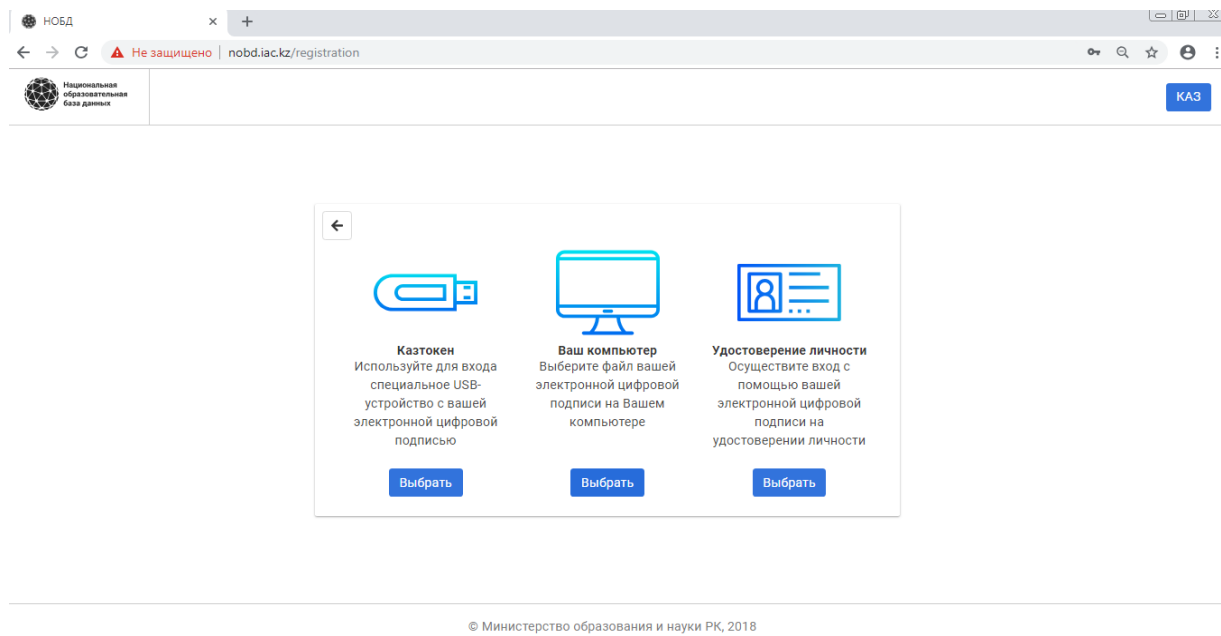 НОБД
Не защищено nobd.iac.kz/registration
Национальная
образовательная
база данных
КАЗ
Казтокен
Используйте для входа
специальное USB-
устройство с вашей
электронной цифровой
подписью
Выбрать
Ваш компьютер
Выберите файл вашей
электронной цифровой
подписи на Вашем
компьютере
Выбрать
Удостоверение личности
Осуществите вход с
помощью вашей
электронной цифровой
подписи на
удостоверении личности
Выбрать
© Министерство образования и науки РК, 2018